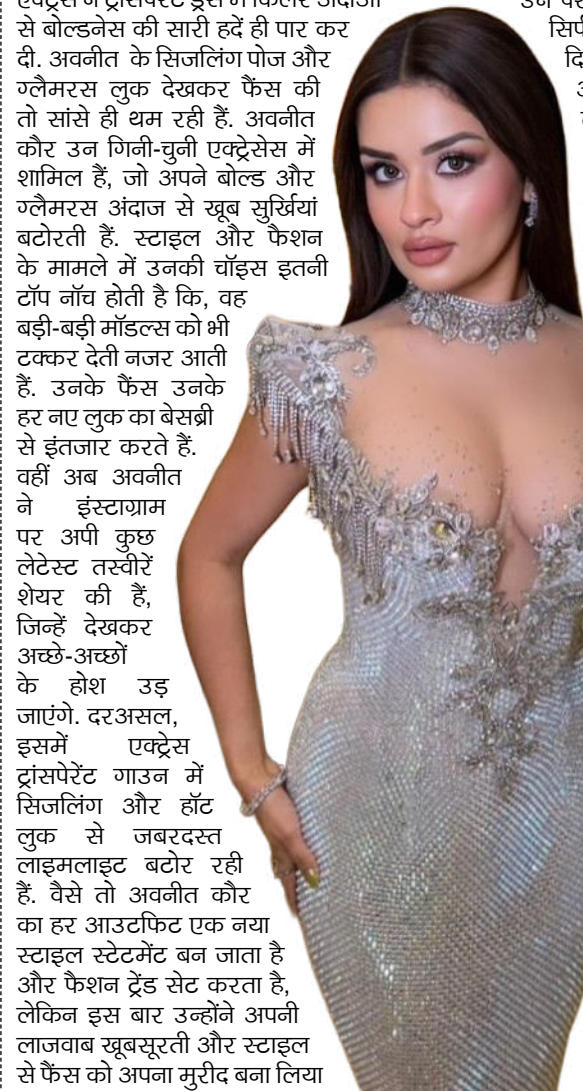 एक्ट्रेस ने ट्रांसपेरेंट ड्रेस में किलर अदाओं
से बोल्डनेस की सारी हदें ही पार कर
दी. अवनीत के सिजलिंग पोज और
ग्लैमरस लुक देखकर फैंस की
तो सांसे ही थम रही हैं. अवनीत
कौर उन गिनी-चुनी एक्ट्रेसेस में
शामिल हैं, जो अपने बोल्ड और
ग्लैमरस अंदाज से खूब सुर्खियां
बटोरती हैं. स्टाइल और फैशन
के मामले में उनकी चॉइस इतनी
टॉप नॉच होती है कि, वह
बड़ी-बड़ी मॉडल्स को भी
टक्कर देती नजर आती
हैं. उनके फैंस उनके
हर नए लुक का बेसब्री
से इंतजार करते हैं.
वहीं अब अवनीत
ने इंस्टाग्राम
पर अपी कुछ
लेटेस्ट तस्वीरें
शेयर की हैं,
जिन्हें देखकर
अच्छे-अच्छों
के होश उड़
जाएंगे. दरअसल,
इसमें एक्ट्रेस
ट्रांसपेरेंट गाउन में
सिजलिंग और हॉट
लुक से जबरदस्त
लाइमलाइट बटोर रही
हैं. वैसे तो अवनीत कौर
का हर आउटफिट एक नया
स्टाइल स्टेटमेंट बन जाता है
और फैशन ट्रेंड सेट करता है,
लेकिन इस बार उन्होंने अपनी
लाजवाब खूबसूरती और स्टाइल
से फैंस को अपना मुरीद बना लिया